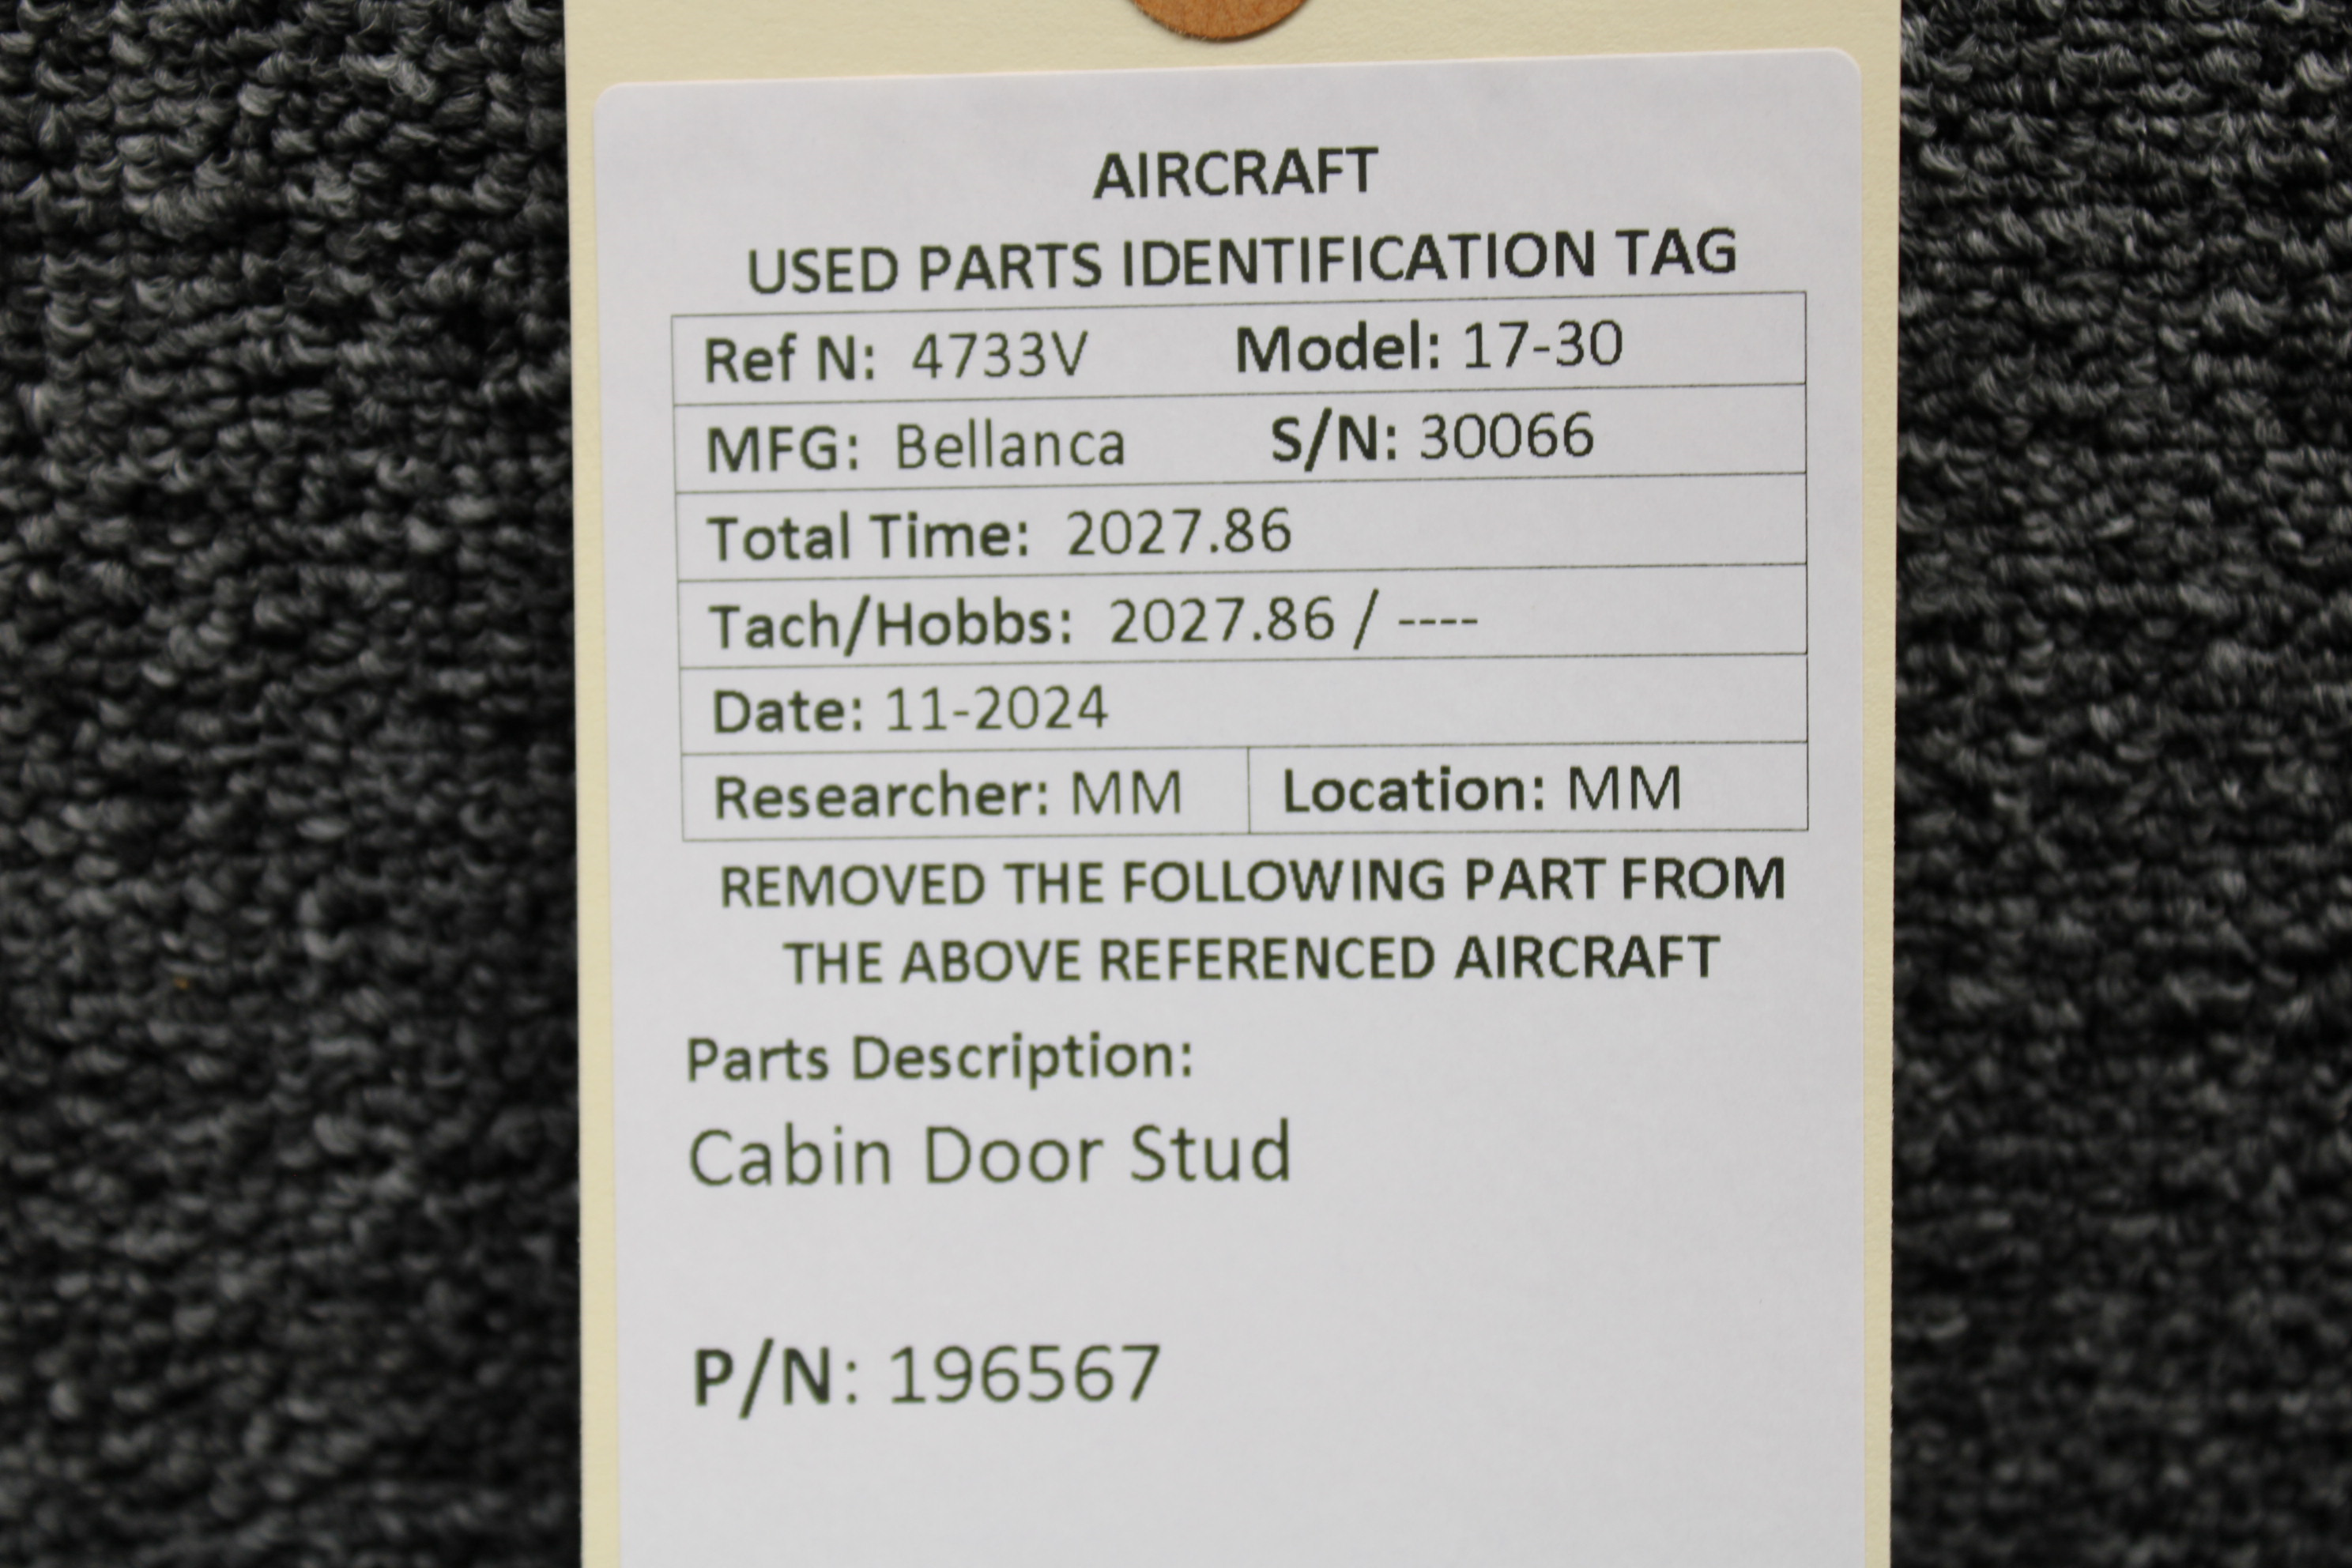 AIRCRAFT
USED PARTS IDENTIFICATION TAG
Ref N: 4733V Model: 17-30
MFG: Bellanca S/N: 30066
Total Time: 2027.86
Tach/Hobbs: 2027.86 / ----
Date: 11-2024
Researcher: MM Location: MM
REMOVED THE FOLLOWING PART FROM
THE ABOVE REFERENCED AIRCRAFT
Parts Description:
Cabin Door Stud
P/N: 196567